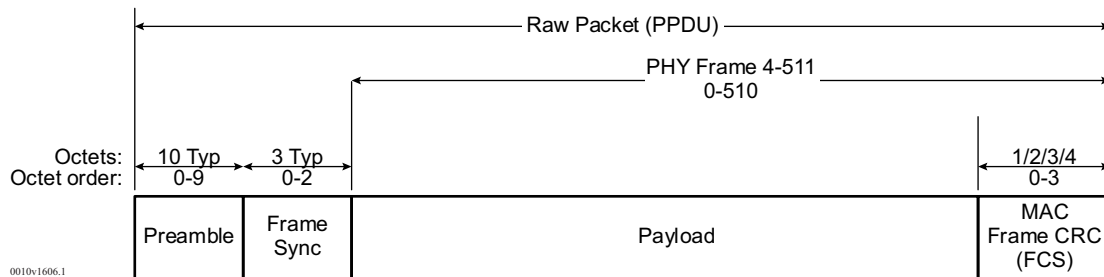 Raw Packet (PPDU)
PHY Frame 4-511
0-510
Octets: 10 Typ 3 Typ 1/2/3/4
Octet order: 0-9 0-2 0-3
Preamble
Frame
Sync
Payload
MAC
Frame CRC
(FCS)
0010v1606.1